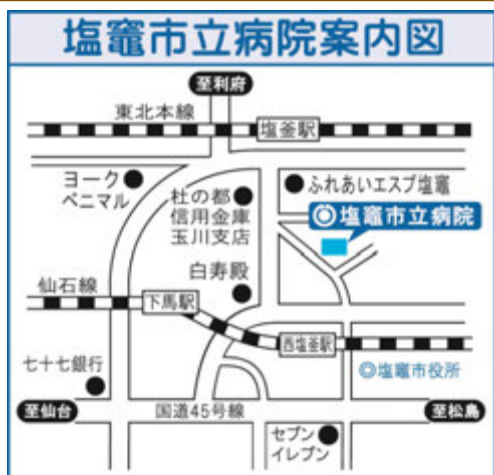 塩竈市立病院案内図
至利府
東北本線
塩釜駅
ヨーク
ベニマル
杜の都
信用金庫
玉川支店
ふれあいエスプ塩竈
塩竈市立病院
白寿殿
仙石線
下馬駅
西塩釜駅
七十七銀行
◎塩竈市役所
至仙台
国道45号線
至松島
セブン
イレブン